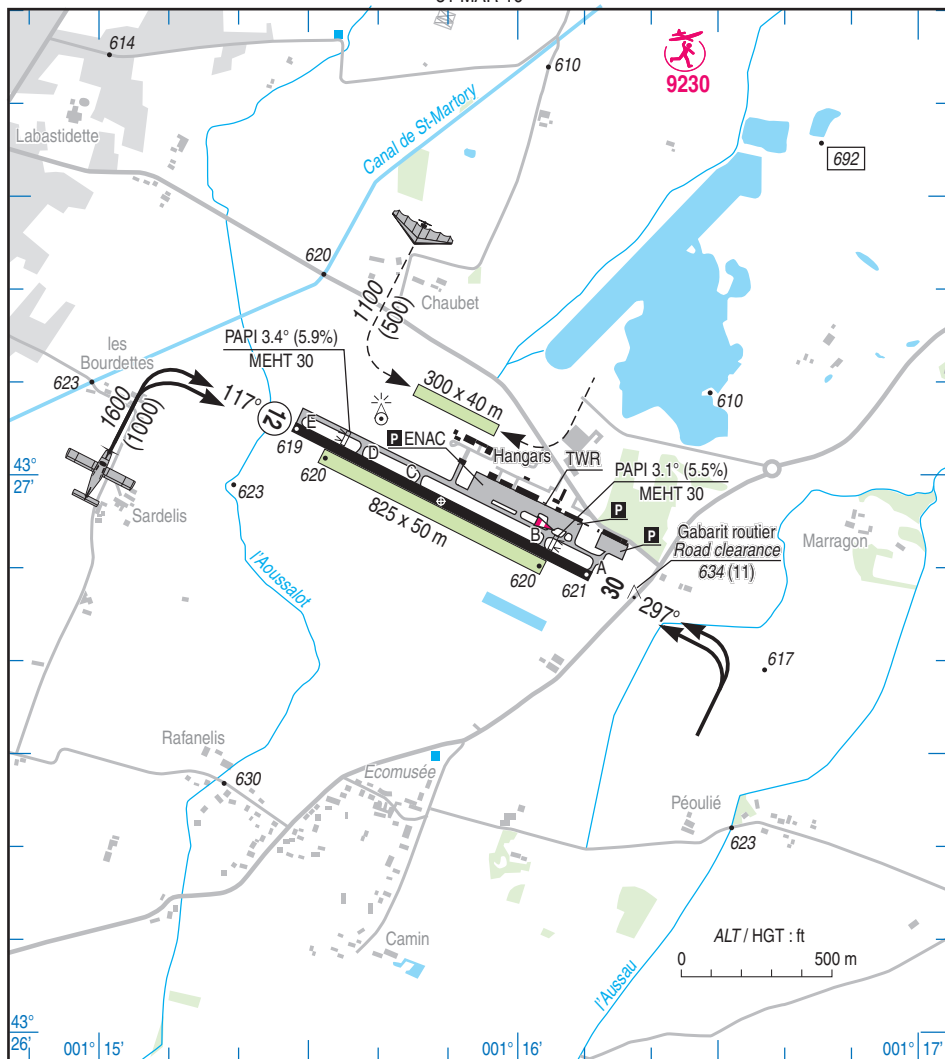 614
610
9230
Labastidette
Canal de St-Martory
692
620
Chaubet
1100
(500)
PAPI 3.4° (5.9%)
MEHT 30
les
Bourdettes
623
1600
(1000)
117°
12
300 x 40 m
610
619
E
P ENAC
Hangars
TWR
43°
27'
620
D
C
PAPI 3.1° (5.5%)
MEHT 30
623
Sardelis
825 x 50 m
P
P
B
A
Gabarit routier
Road clearance
634 (11)
Marragon
620
621
30
297°
l'Aoussalot
617
Rafanelis
630
Ecomusée
Péoulié
623
Camin
ALT / HGT : ft
0
500 m
l'Aussau
43°
26'
001° 15'
001° 16'
001° 17'